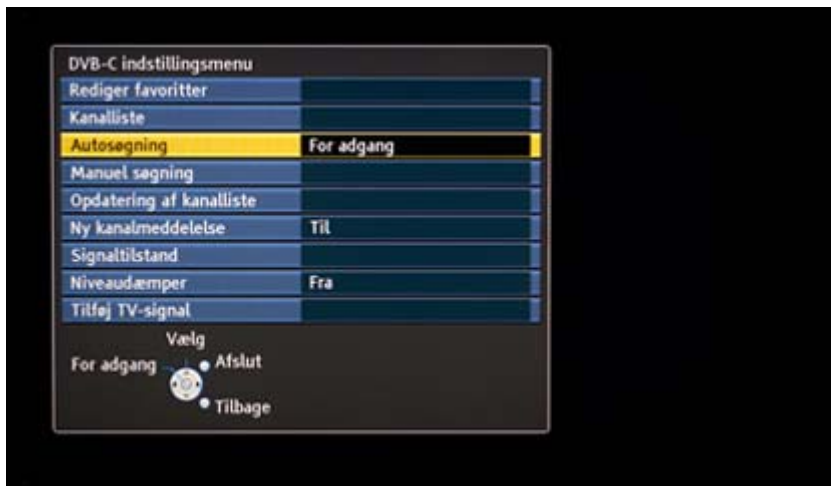 DVB-C indstillingsmenu
Rediger favoritter
Kanalliste
Autosøgning For adgang
Manuel søgning
Opdatering af kanalliste
Ny kanalmeddelelse Til
Signaltilstand
Niveaudæmper Fra
Tilføj TV-signal
Vælg
For adgang Afslut
Tilbage